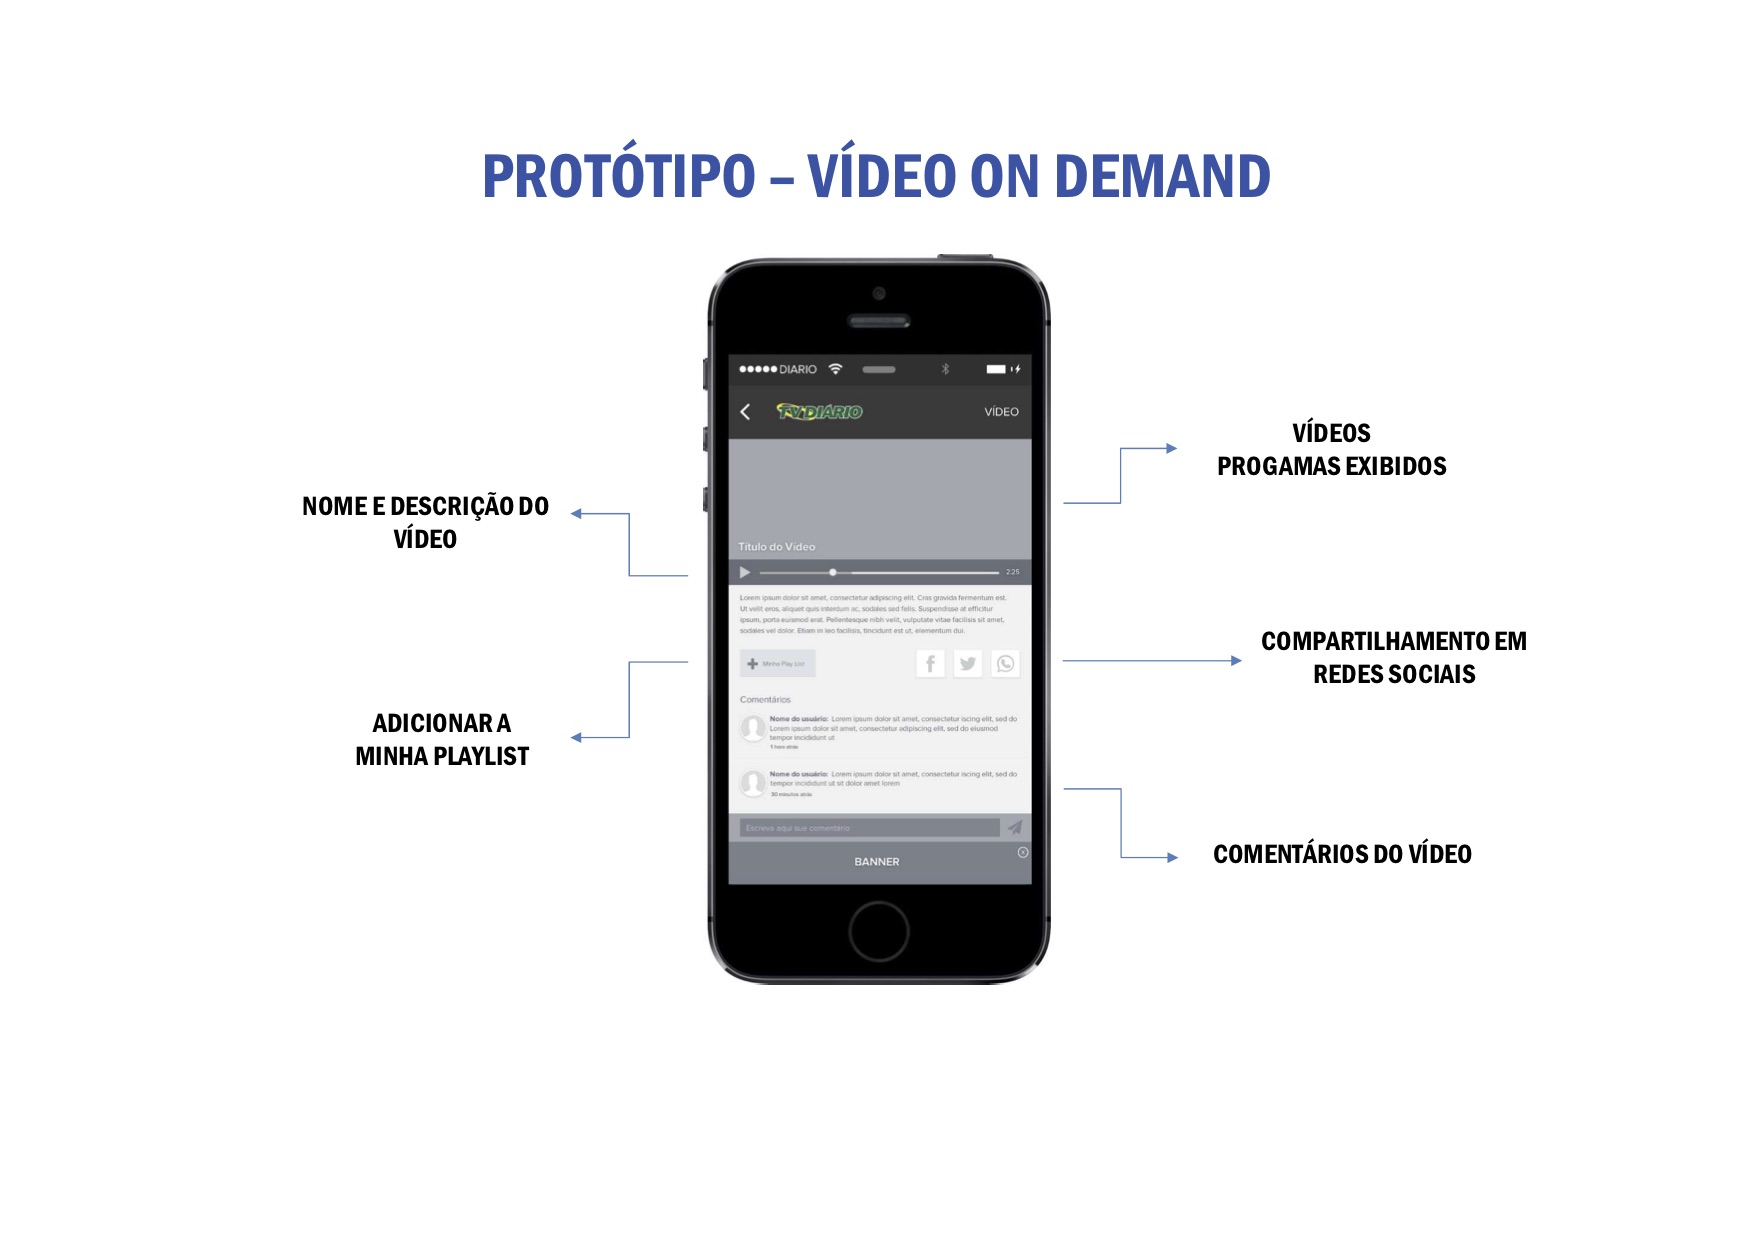 PROTÓTIPO – VÍDEO ON DEMAND
DIARIO
TV DIÁRIO
VÍDEO
VÍDEOS
PROGAMAS EXIBIDOS
NOME E DESCRIÇÃO DO
VÍDEO
Título do Vídeo
2:25
Lorem ipsum dolor sit amet, consectetur adipiscing elit. Cras gravida fermentum est.
Ut velit eros, aliquet quis interdum ac, sodales sed felis. Suspendisse at efficitur
ipsum, porta euismod erat. Pellentesque nibh velit, vulputate vitae facilisis sit amet,
sodales vel dolor. Etiam in leo facilisis, tincidunt est ut, elementum dui.
Minha Play List
COMPARTILHAMENTO EM
REDES SOCIAIS
ADICIONAR A
MINHA PLAYLIST
Comentários
Nome do usuário: Lorem ipsum dolor sit amet, consectetur iscing elit, sed do
Lorem ipsum dolor sit amet, consectetur adipiscing elit, sed do eiusmod
tempor incididunt ut
1 hora atrás
Nome do usuário: Lorem ipsum dolor sit amet, consectetur iscing elit, sed do
tempor incididunt ut sit dolor amet lorem
30 minutos atrás
Escreva aqui sue comentário
BANNER
COMENTÁRIOS DO VÍDEO